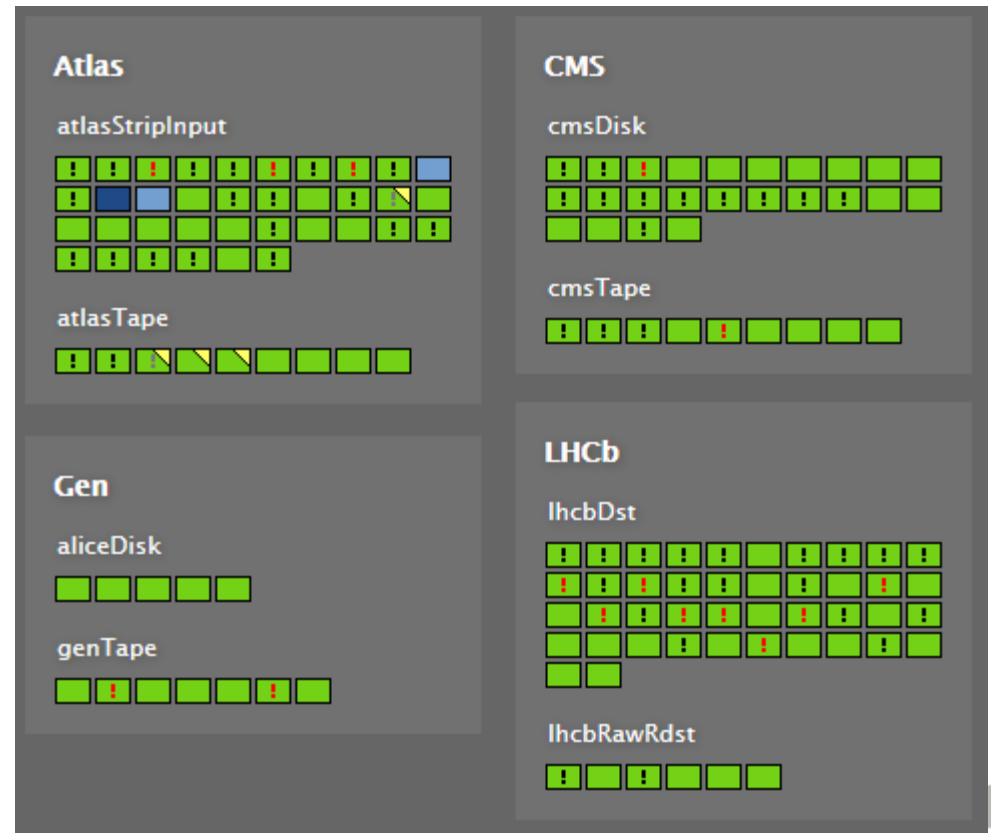 Atlas
atlasStripInput
! ! ! ! ! ! ! ! !
! ! ! ! !
! ! !
! ! ! ! !
atlasTape
! ! !
Gen
aliceDisk
genTape
! !
CMS
cmsDisk
! ! !
! ! ! ! ! ! ! !
!
cmsTape
! ! ! !
LHCb
lhcbDst
! ! ! ! ! ! ! ! !
! ! ! ! ! ! !
! ! ! ! ! ! !
! ! !
lhcbRawRdst
! !